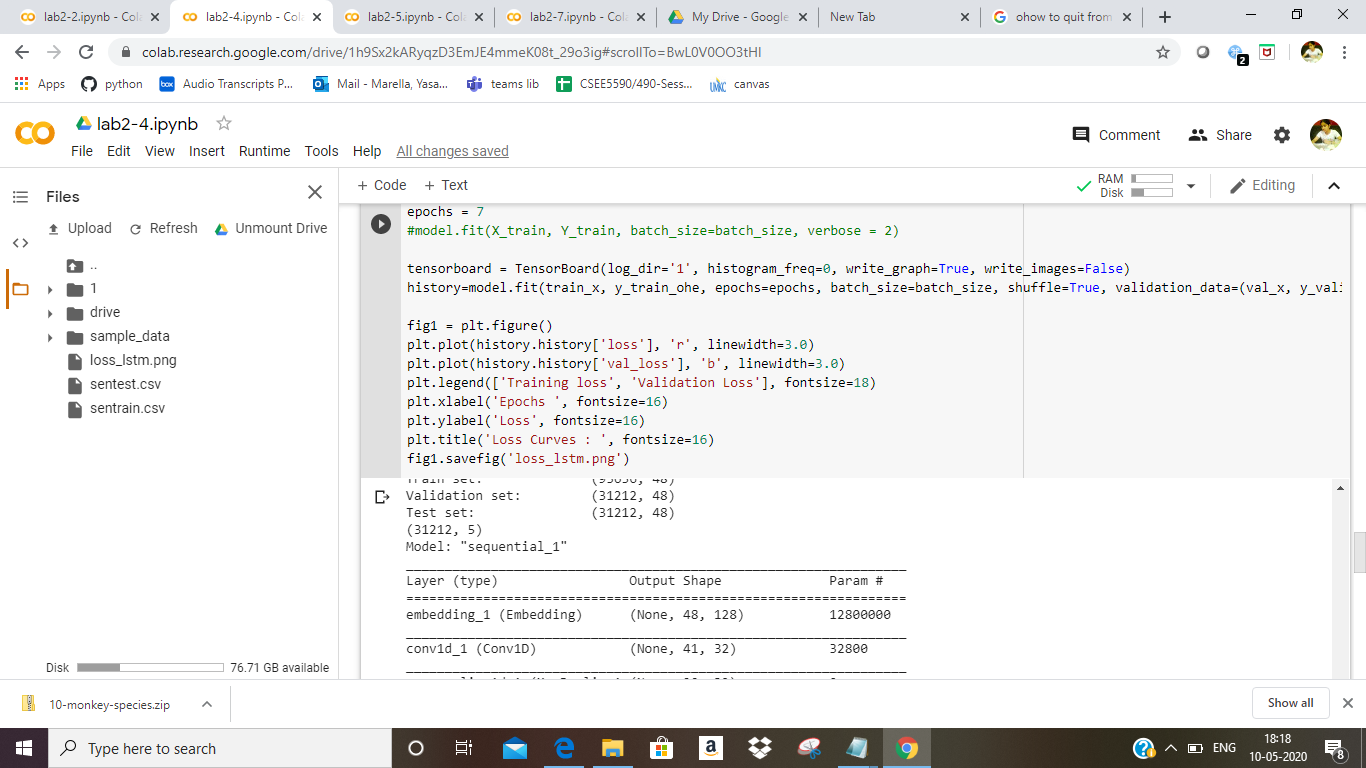 lab2-2.ipynb - Col
lab2-4.ipynb - Col
lab2-5.ipynb - Col
lab2-7.ipynb - Col
My Drive - Google
New Tab
ohow to quit from
colab.research.google.com/drive/1h9Sx2kARyqzD3EmJE4mmeK08t_29o3ig#scrollTo=BwL0V0OO3tHI
2
Apps
python
box
Audio Transcripts P...
Mail - Marella, Yasa...
teams lib
CSEE5590/490-Sess...
UMKC
canvas
lab2-4.ipynb
Comment
Share
File Edit View Insert Runtime Tools Help All changes saved
Files
+ Code + Text
RAM
Disk
Editing
Upload Refresh Unmount Drive
..
1
drive
sample_data
loss_lstm.png
sentest.csv
sentrain.csv
Disk 76.71 GB available
epochs = 7
#model.fit(X_train, Y_train, batch_size=batch_size, verbose = 2)
tensorboard = TensorBoard(log_dir='1', histogram_freq=0, write_graph=True, write_images=False)
history=model.fit(train_x, y_train_ohe, epochs=epochs, batch_size=batch_size, shuffle=True, validation_data=(val_x, y_vali
fig1 = plt.figure()
plt.plot(history.history['loss'], 'r', linewidth=3.0)
plt.plot(history.history['val_loss'], 'b', linewidth=3.0)
plt.legend(['Training loss', 'Validation Loss'], fontsize=18)
plt.xlabel('Epochs ', fontsize=16)
plt.ylabel('Loss', fontsize=16)
plt.title('Loss Curves : ', fontsize=16)
fig1.savefig('loss_lstm.png')
Train set:
Validation set: (31212, 48)
Test set: (31212, 48)
(31212, 5)
Model: "sequential_1"
Layer (type) Output Shape Param #
=================================================================
embedding_1 (Embedding) (None, 48, 128) 12800000
conv1d_1 (Conv1D) (None, 41, 32) 32800
10-monkey-species.zip
Show all
Type here to search
ENG
18:18
10-05-2020
8